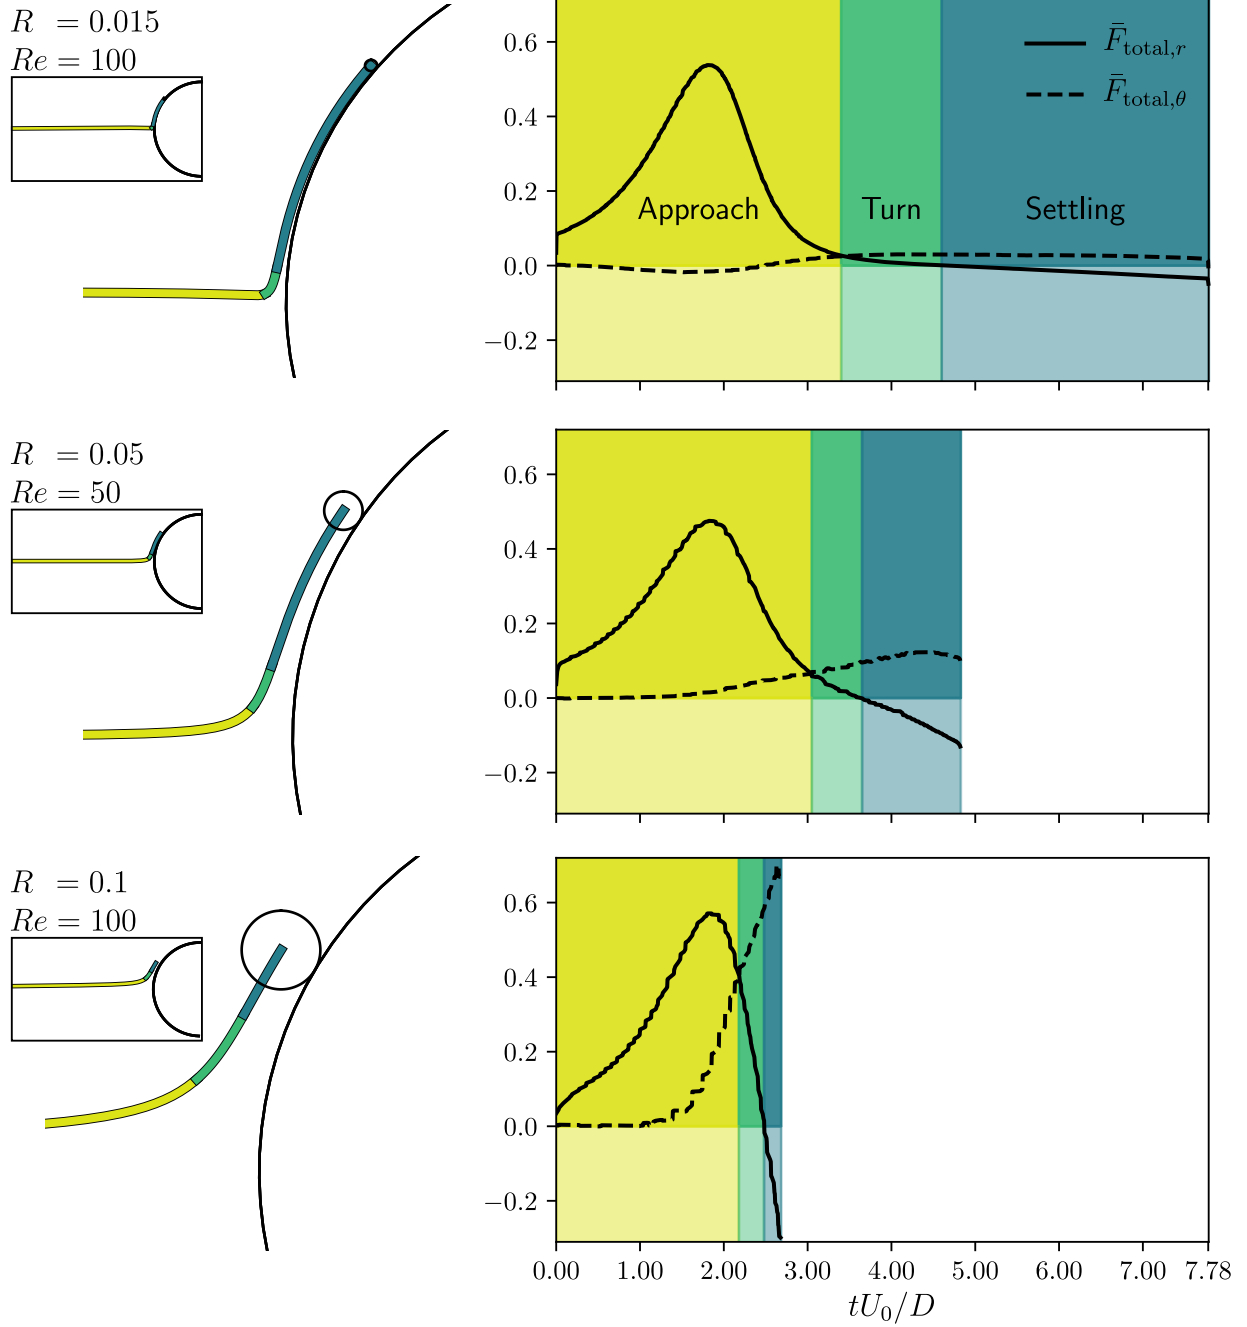 R = 0.015
Re = 100
0.6
0.4
0.2
0.0
−0.2
F̄total,r
F̄total,θ
Approach
Turn
Settling
R = 0.05
Re = 50
0.6
0.4
0.2
0.0
−0.2
R = 0.1
Re = 100
0.6
0.4
0.2
0.0
−0.2
0.00 1.00 2.00 3.00 4.00 5.00 6.00 7.00 7.78
tU₀/D